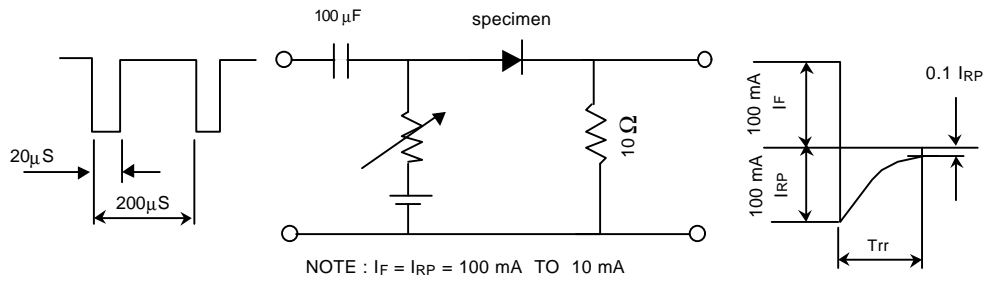 100 μF
specimen
20μS
200μS
10 Ω
100 mA
IF
100 mA
IRP
0.1 IRP
Trr
NOTE : IF = IRP = 100 mA TO 10 mA